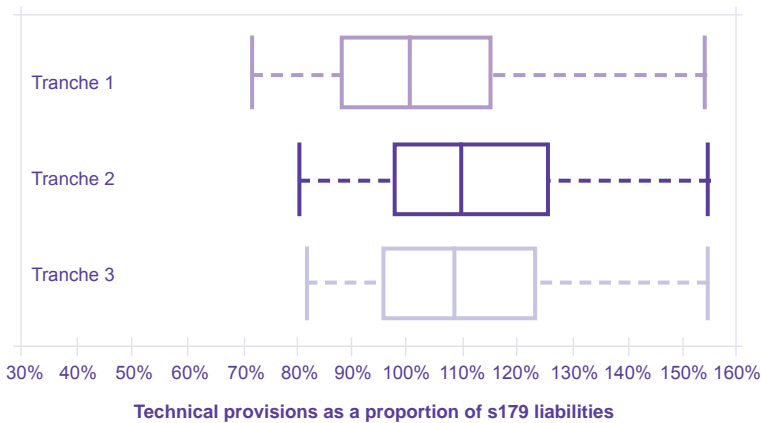 Tranche 1
Tranche 2
Tranche 3
30% 40% 50% 60% 70% 80% 90% 100% 110% 120% 130% 140% 150% 160%
Technical provisions as a proportion of s179 liabilities